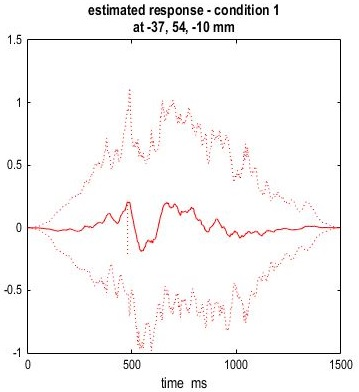 estimated response - condition 1
at -37, 54, -10 mm
1.5
1
0.5
0
-0.5
-1
0 500 1000 1500
time ms